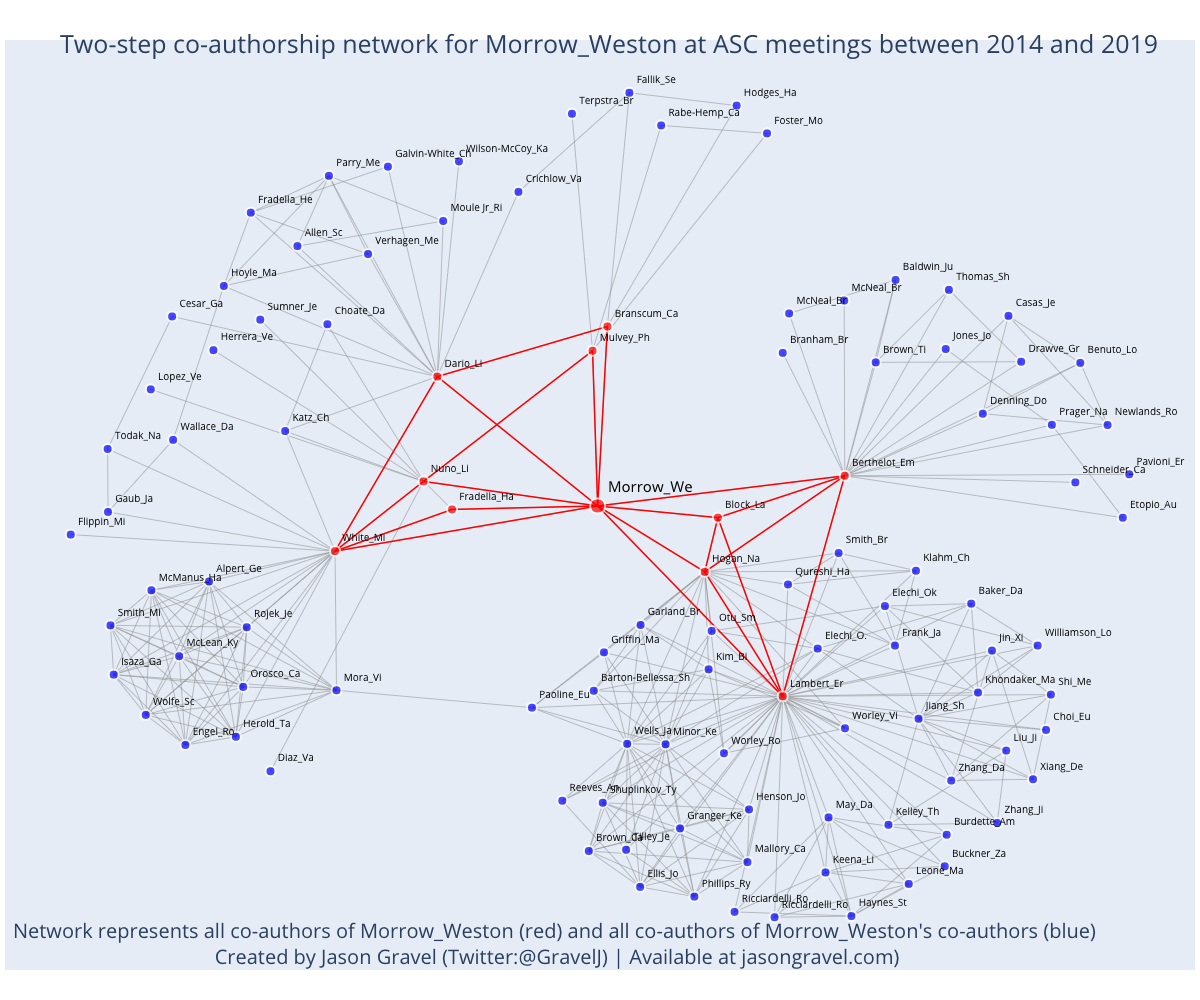 Two-step co-authorship network for Morrow_Weston at ASC meetings between 2014 and 2019
Fallik_Se
Hodges_Ha
Terpstra_Br
Rabe-Hemp_Ca
Foster_Mo
Wilson-McCoy_Ka
Galvin-White_Ch
Parry_Me
Crichlow_Va
Fradella_He
Moule Jr_Ri
Allen_Sc
Verhagen_Me
Hoyle_Ma
Baldwin_Ju
Thomas_Sh
McNeal_Br
McNeal_Br
Casas_Je
Cesar_Ga
Sumner_Je
Choate_Da
Branscum_Ca
Herrera_Ve
Mulvey_Ph
Branham_Br
Brown_Ti
Jones_Jo
Drawve_Gr
Benuto_Lo
Dario_Li
Lopez_Ve
Denning_Do
Prager_Na
Newlands_Ro
Katz_Ch
Wallace_Da
Todak_Na
Nuno_Li
Berthelot_Em
Pavioni_Er
Schneider_Ca
Morrow_We
Fradella_Ha
Gaub_Ja
Block_La
Etopio_Au
Flippin_Mi
White_Mi
Smith_Br
Hogan_Na
Klahm_Ch
Qureshi_Ha
Alpert_Ge
McManus_Ha
Elechi_Ok
Baker_Da
Smith_Mi
Rojek_Je
Garland_Br
Otu_Sm
Griffin_Ma
Elechi_O.
Frank_Ja
Jin_Xi
Williamson_Lo
McLean_Ky
Isaza_Ga
Orosco_Ca
Mora_Vi
Kim_Bi
Barton-Bellessa_Sh
Lambert_Er
Khondaker_Ma
Shi_Me
Paoline_Eu
Wolfe_Sc
Engel_Ro
Herold_Ta
Jiang_Sh
Worley_Vi
Choi_Eu
Wells_Ja
Minor_Ke
Worley_Ro
Liu_Ji
Diaz_Va
Zhang_Da
Xiang_De
Reeves_An
Shuplinkov_Ty
Henson_Jo
May_Da
Kelley_Th
Zhang_Ji
Granger_Ke
Burdette_Am
Brown_Ca
Tilley_Je
Mallory_Ca
Keena_Li
Buckner_Za
Leone_Ma
Ellis_Jo
Phillips_Ry
Ricciardelli_Ro
Ricciardelli_Ro
Haynes_St
Network represents all co-authors of Morrow_Weston (red) and all co-authors of Morrow_Weston's co-authors (blue)
Created by Jason Gravel (Twitter:@GravelJ) | Available at jasongravel.com)